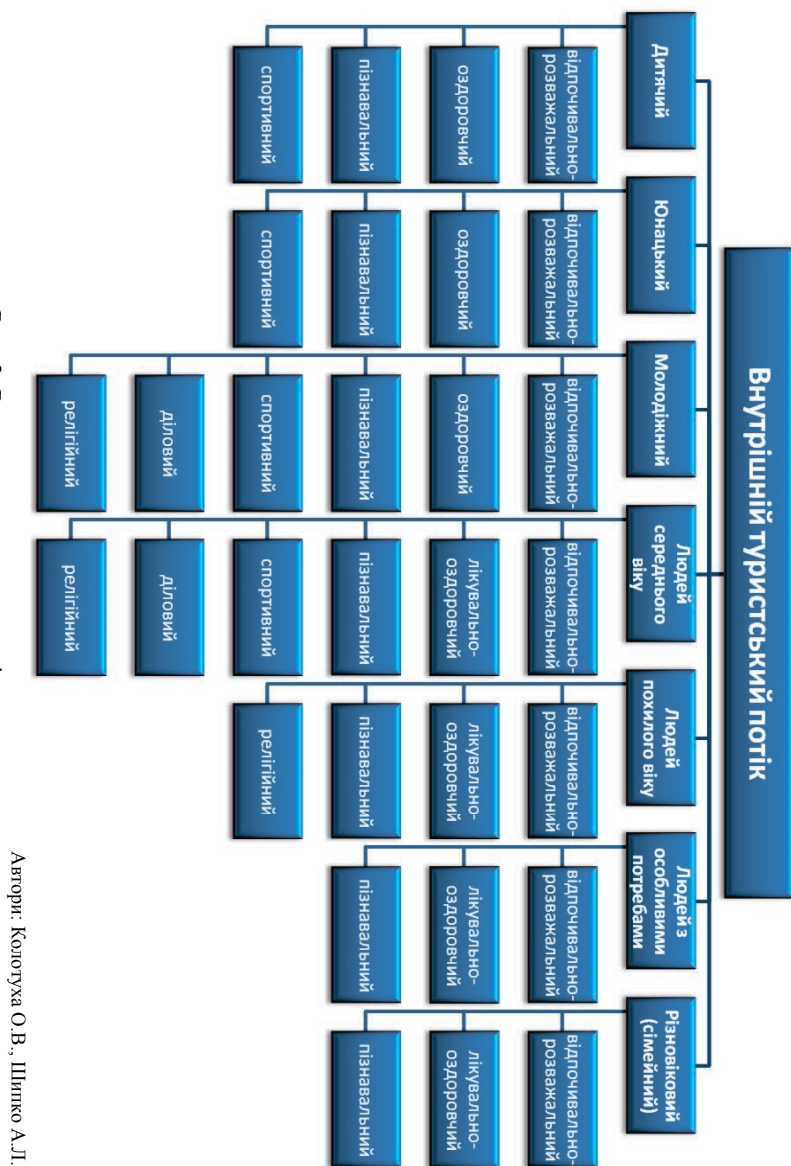 Внутрішній туристський потік
Дитячий
відпочивально-
розважальний
оздоровчий
пізнавальний
спортивний
Юнацький
відпочивально-
розважальний
оздоровчий
пізнавальний
спортивний
Молодіжний
відпочивально-
розважальний
оздоровчий
пізнавальний
спортивний
діловий
релігійний
Людей
середнього
віку
відпочивально-
розважальний
лікувально-
оздоровчий
пізнавальний
спортивний
діловий
релігійний
Людей
похилого віку
відпочивально-
розважальний
лікувально-
оздоровчий
пізнавальний
релігійний
Людей з
особливими
потребами
відпочивально-
розважальний
лікувально-
оздоровчий
пізнавальний
Різновіковий
(сімейний)
відпочивально-
розважальний
лікувально-
оздоровчий
пізнавальний
Автори: Колотуха О.В., Шипко А.Л.